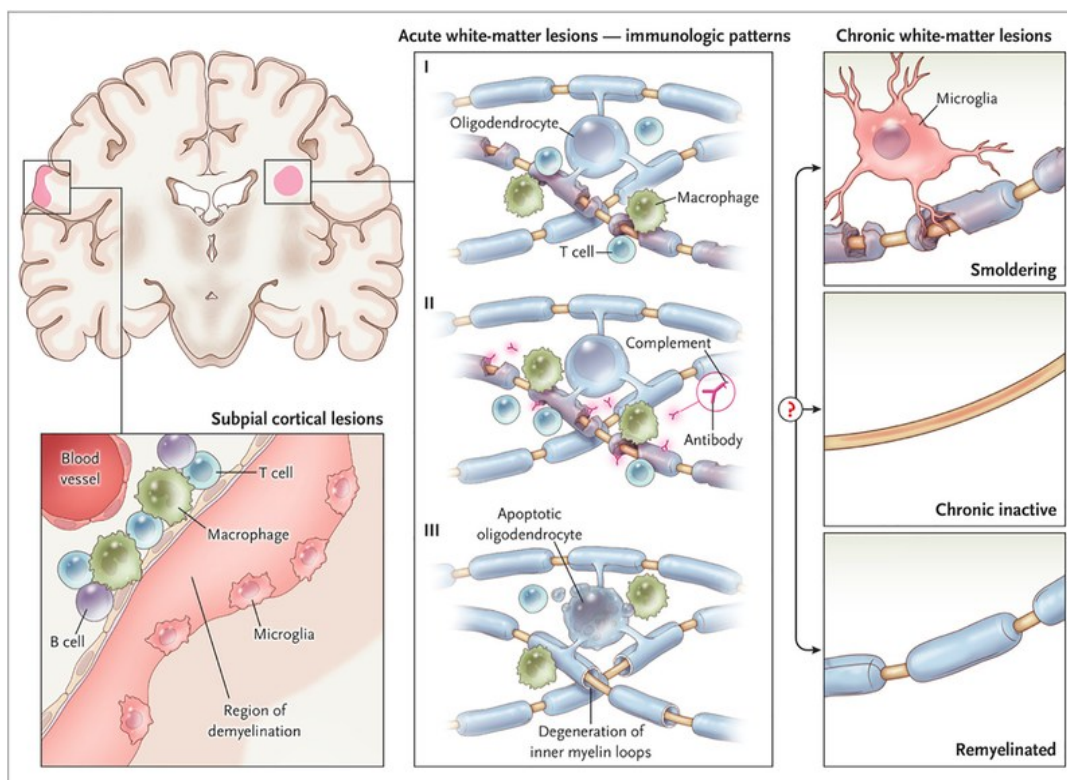 Acute white-matter lesions — immunologic patterns
Chronic white-matter lesions
I
Oligodendrocyte
Macrophage
T cell
II
Complement
Antibody
III
Apoptotic
oligodendrocyte
Degeneration of
inner myelin loops
Subpial cortical lesions
Blood
vessel
T cell
Macrophage
B cell
Microglia
Region of
demyelination
?
Microglia
Smoldering
Chronic inactive
Remyelinated